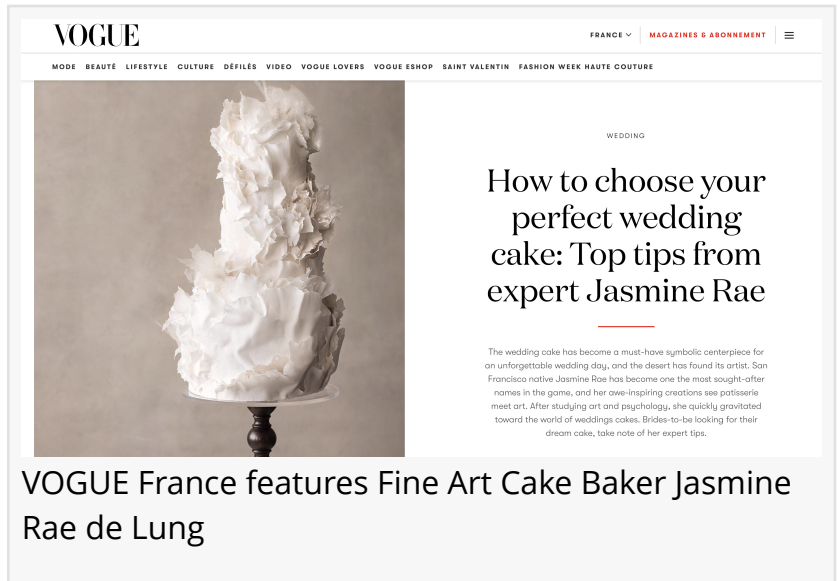 VOGUE
FRANCE
MAGAZINES & ABONNEMENT
MODE BEAUTÉ LIFESTYLE CULTURE DÉFILÉS VIDEO VOGUE LOVERS VOGUE ESHOP SAINT VALENTIN FASHION WEEK HAUTE COUTURE
WEDDING
How to choose your
perfect wedding
cake: Top tips from
expert Jasmine Rae
The wedding cake has become a must-have symbolic centerpiece for
an unforgettable wedding day, and the desert has found its artist. San
Francisco native Jasmine Rae has become one the most sought-after
names in the game, and her awe-inspiring creations see patisserie
meet art. After studying art and psychology, she quickly gravitated
toward the world of weddings cakes. Brides-to-be looking for their
dream cake, take note of her expert tips.
VOGUE France features Fine Art Cake Baker Jasmine
Rae de Lung